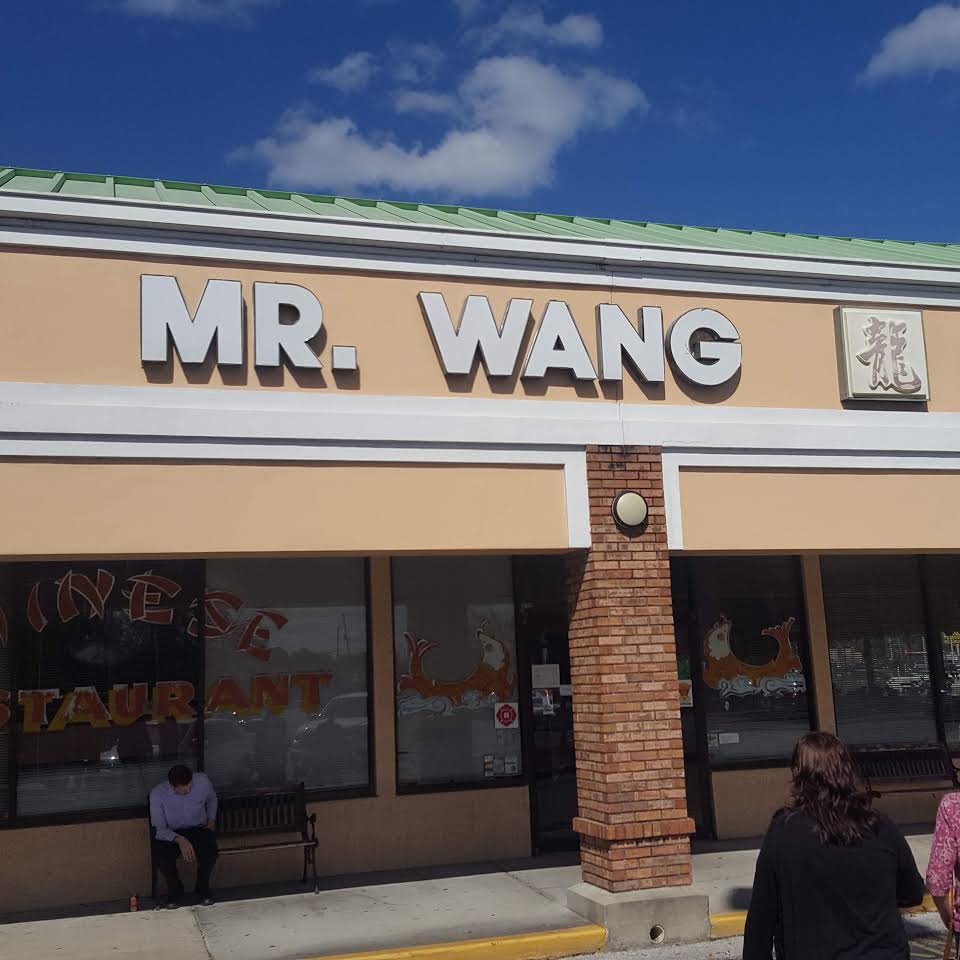 MR. WANG 龍
INESE
STAURANT